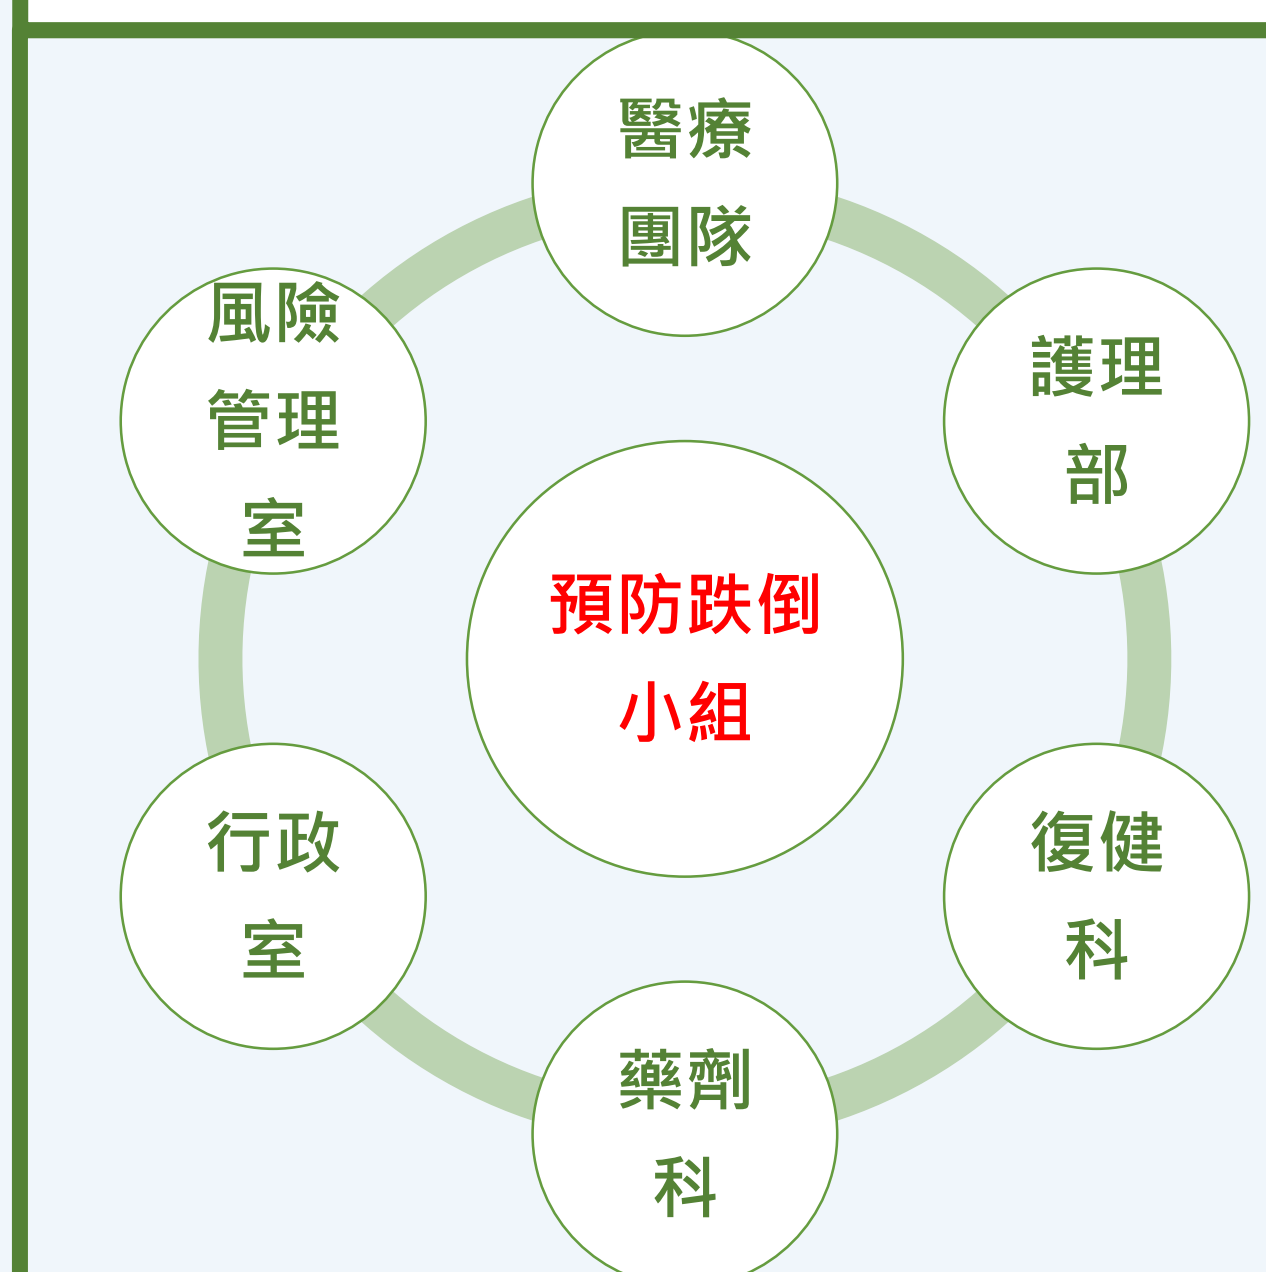 醫療
團隊
護理
部
復健
科
藥劑
科
行政
室
風險
管理
室
預防跌倒
小組